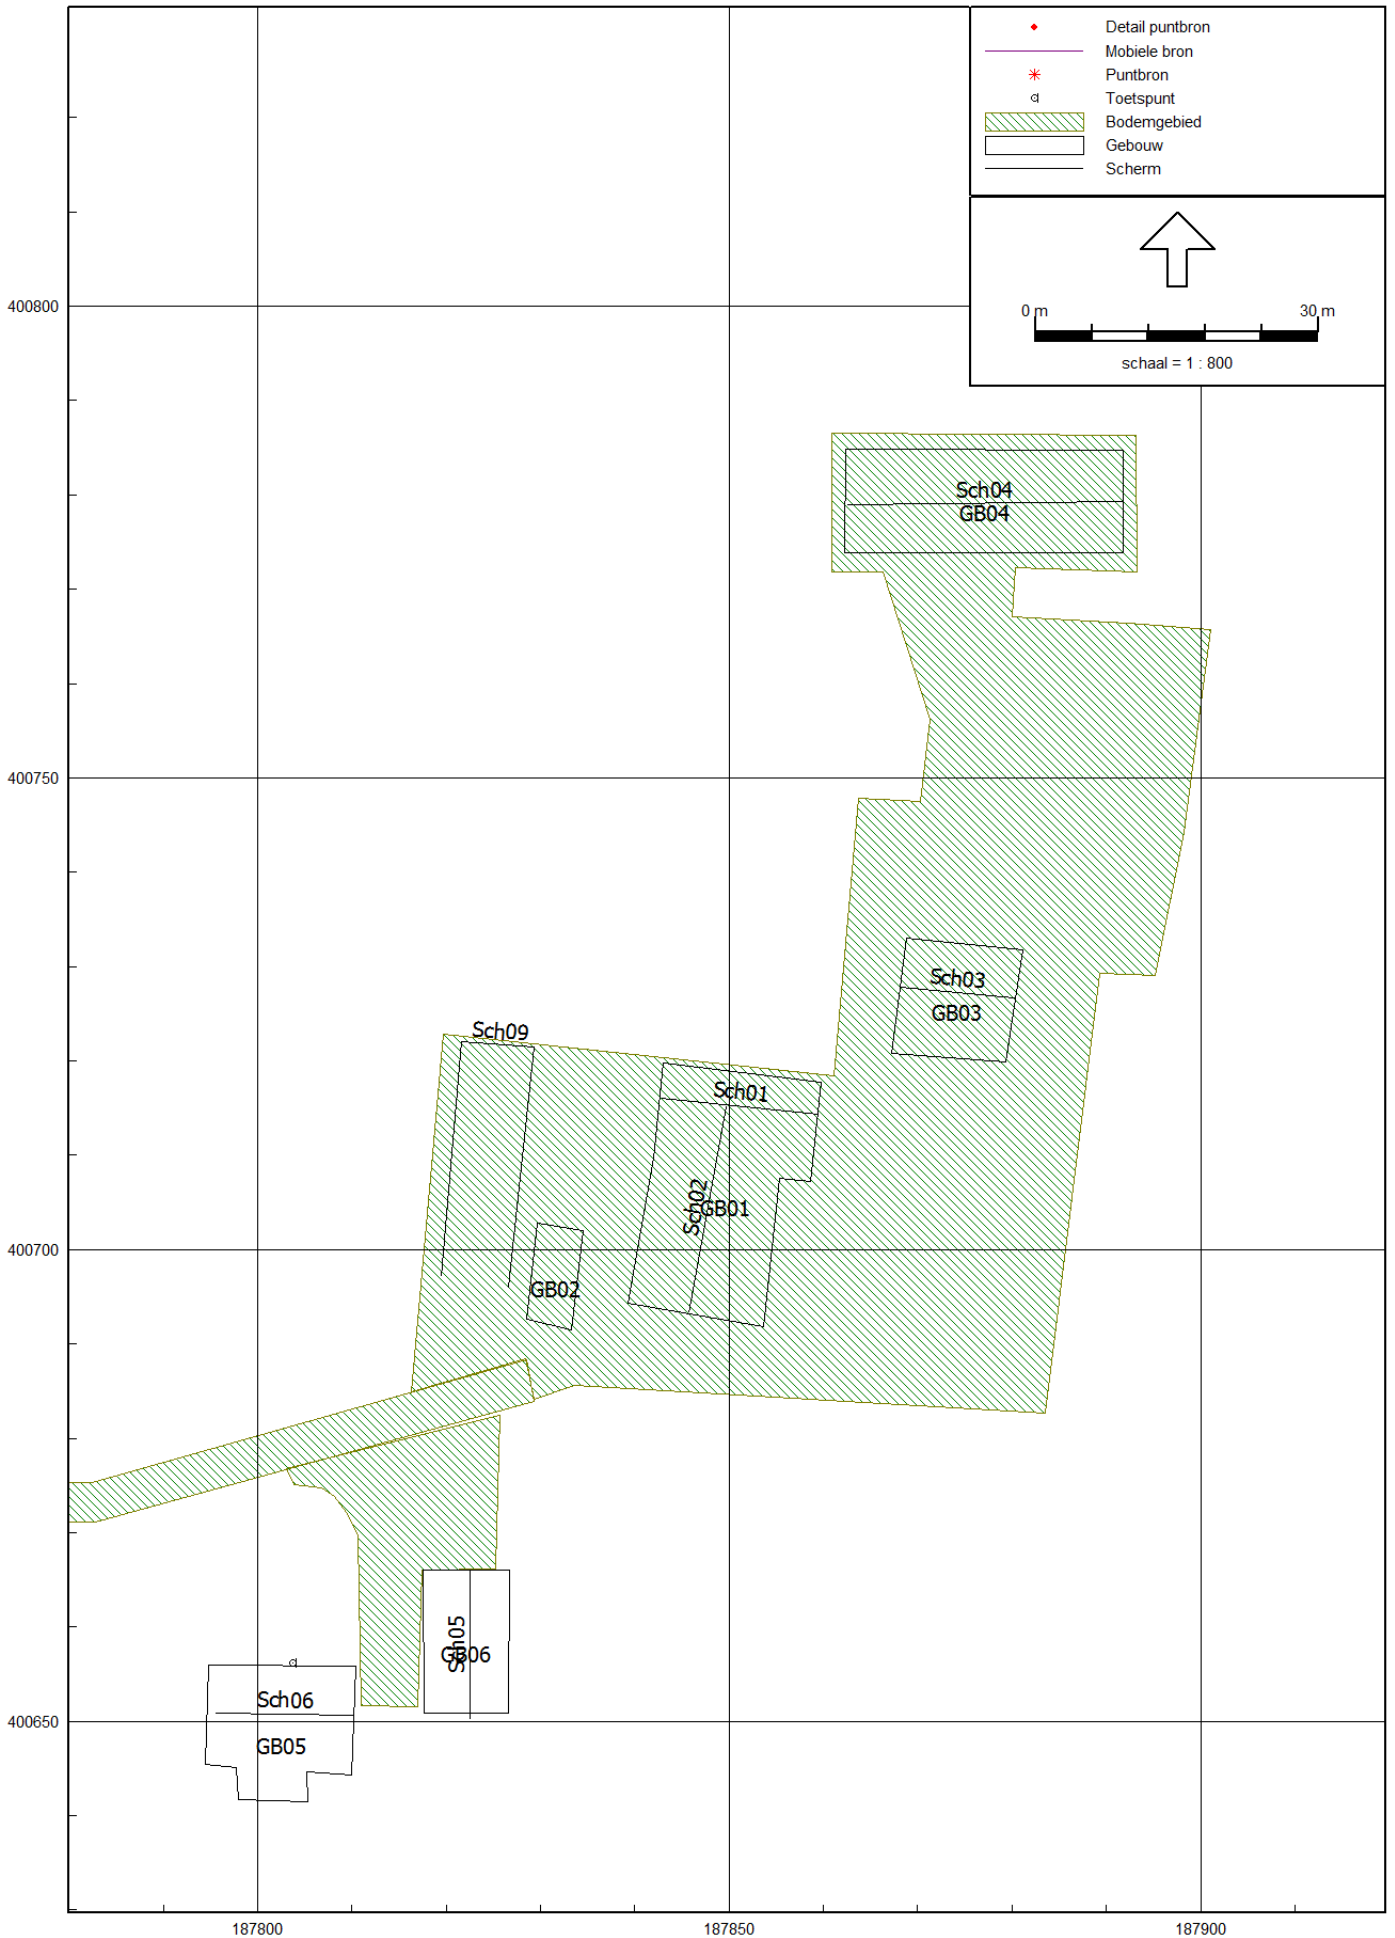 Detail puntbron
Mobiele bron
Puntbron
Toetspunt
Bodemgebied
Gebouw
Scherm
0 m 30 m
schaal = 1 : 800
400800
Sch04
GB04
400750
Sch03
GB03
Sch09
Sch01
Sch02
GB01
400700
GB02
Sch05
GB06
Sch06
400650
GB05
187800 187850 187900